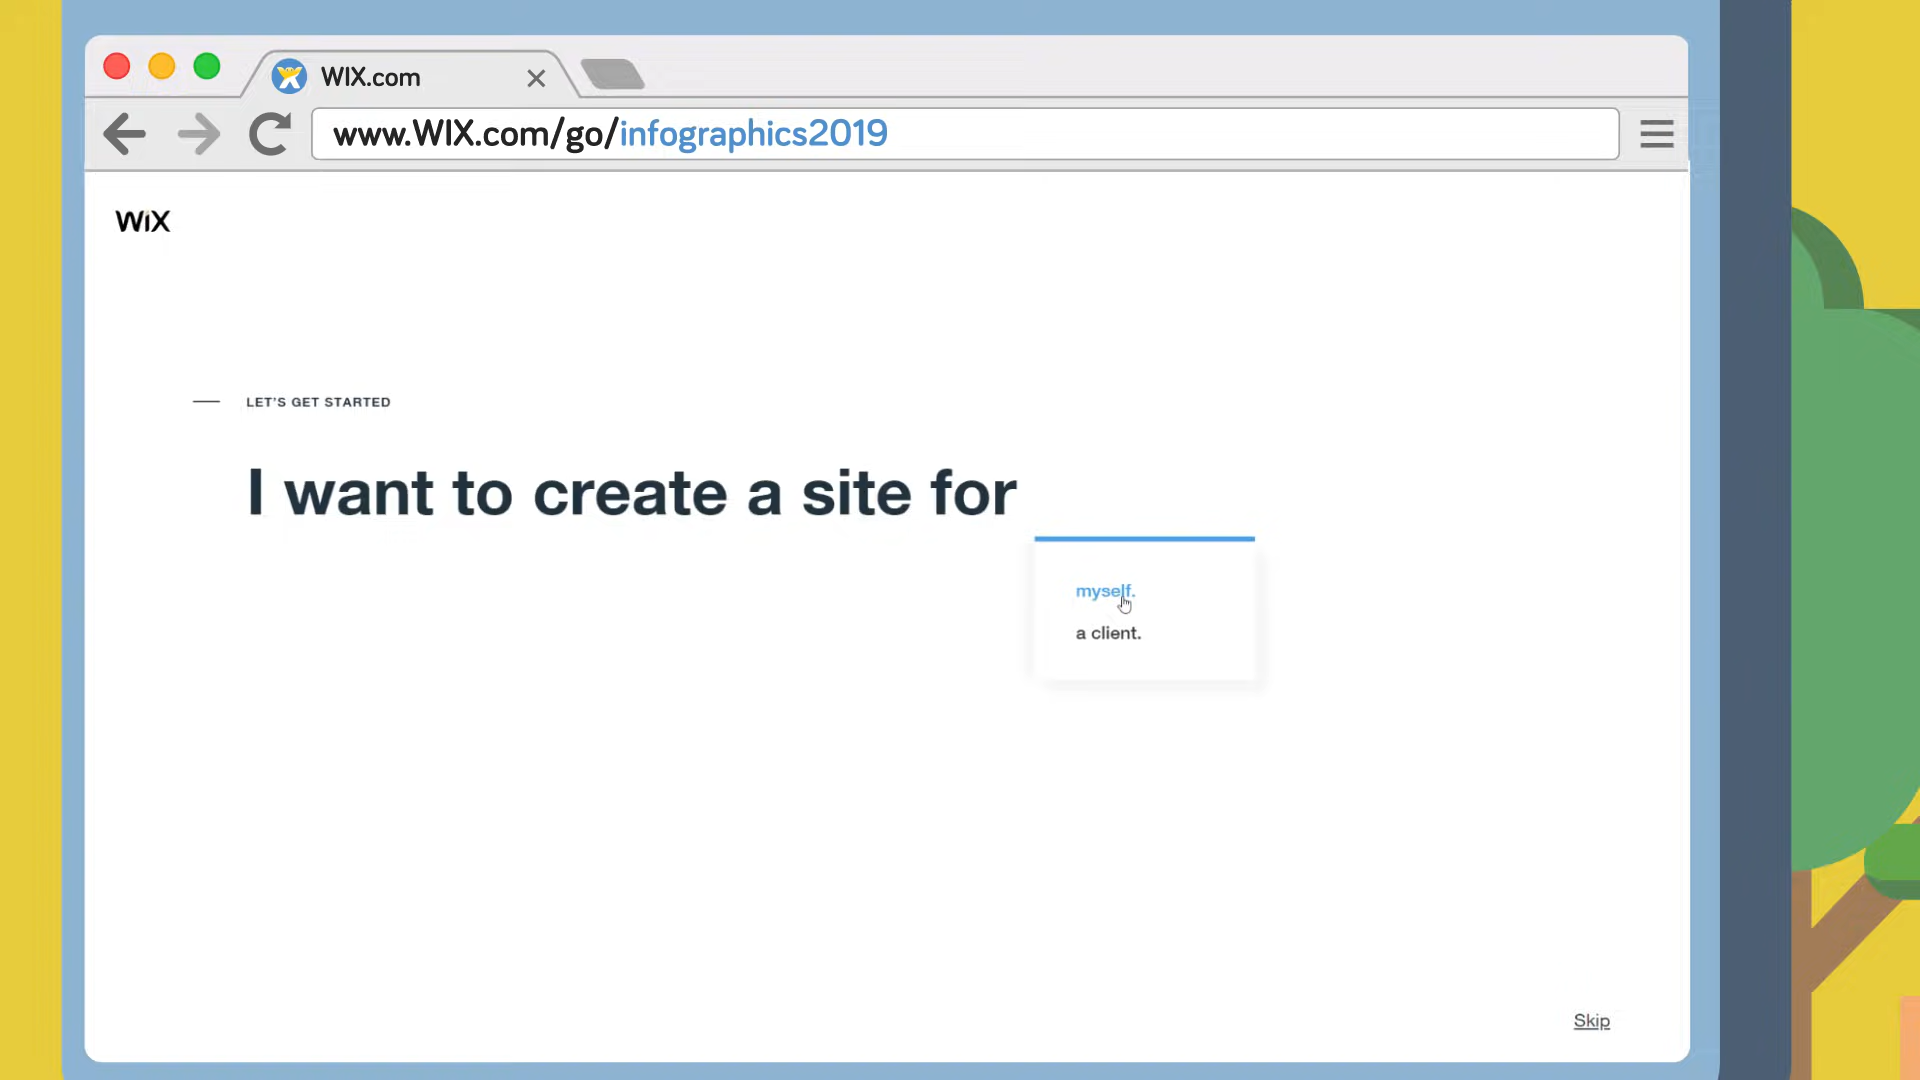 WIX.com
www.WIX.com/go/infographics2019
WiX
LET'S GET STARTED
I want to create a site for
myself.
a client.
Skip